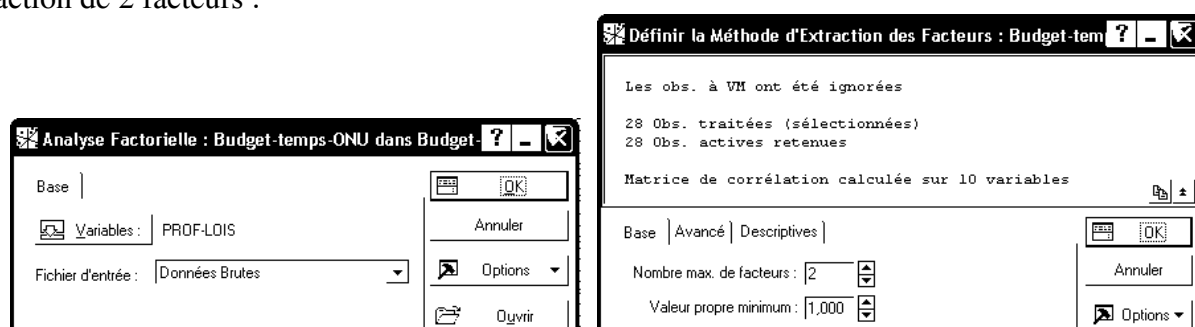 action de 2 facteurs :
Analyse Factorielle : Budget-temps-ONU dans Budget-
Base
OK
Variables : PROF-LOIS
Annuler
Fichier d'entrée : Données Brutes
Options
Ouvrir
Définir la Méthode d'Extraction des Facteurs : Budget-tem
Les obs. à VM ont été ignorées
28 Obs. traitées (sélectionnées)
28 Obs. actives retenues
Matrice de corrélation calculée sur 10 variables
Base Avancé Descriptives
OK
Nombre max. de facteurs : 2
Annuler
Valeur propre minimum : 1,000
Options